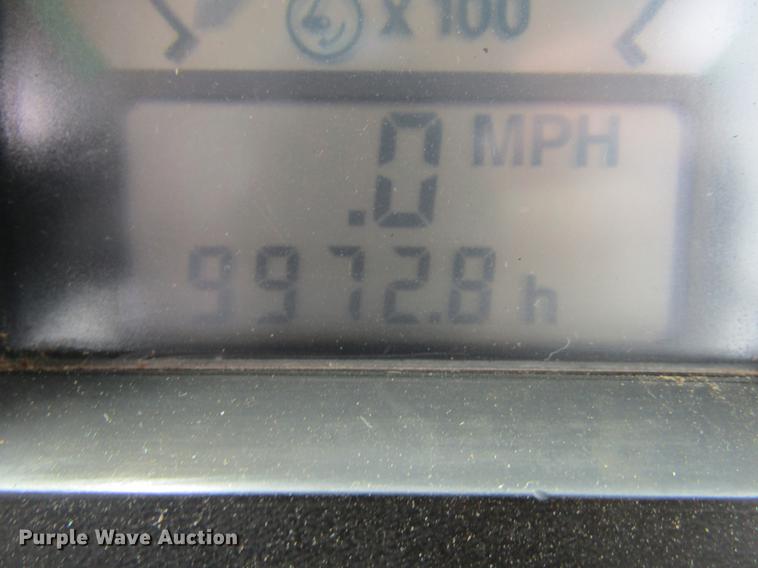 x 100
.0 MPH
9972.8 h
Purple Wave Auction